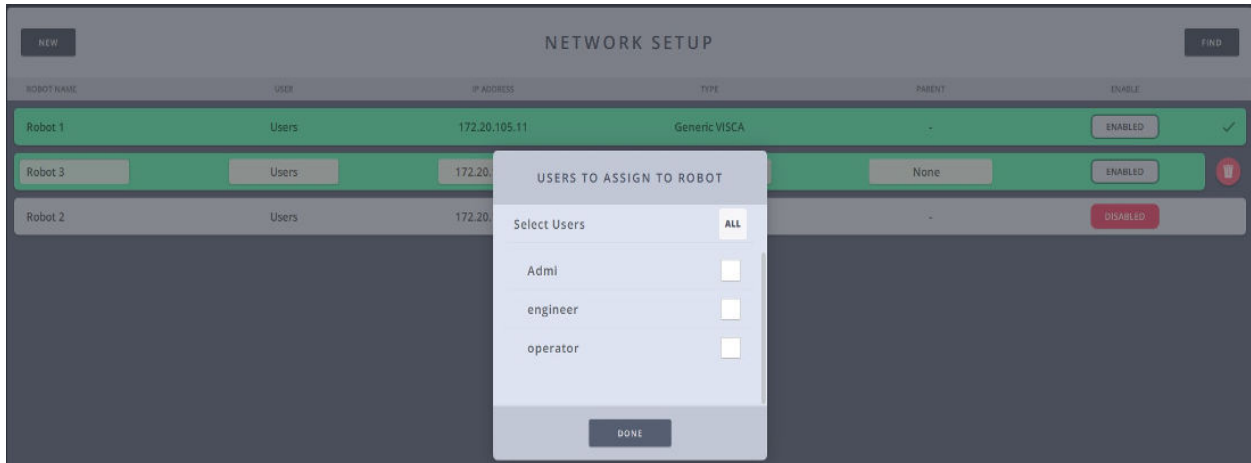 NEW NETWORK SETUP FIND
ROBOT NAME USER IP ADDRESS TYPE PARENT ENABLE
Robot 1 Users 172.20.105.11 Generic VISCA - ENABLED
Robot 3 Users 172.20. None ENABLED
Robot 2 Users 172.20. - DISABLED
USERS TO ASSIGN TO ROBOT
Select Users ALL
Admi
engineer
operator
DONE